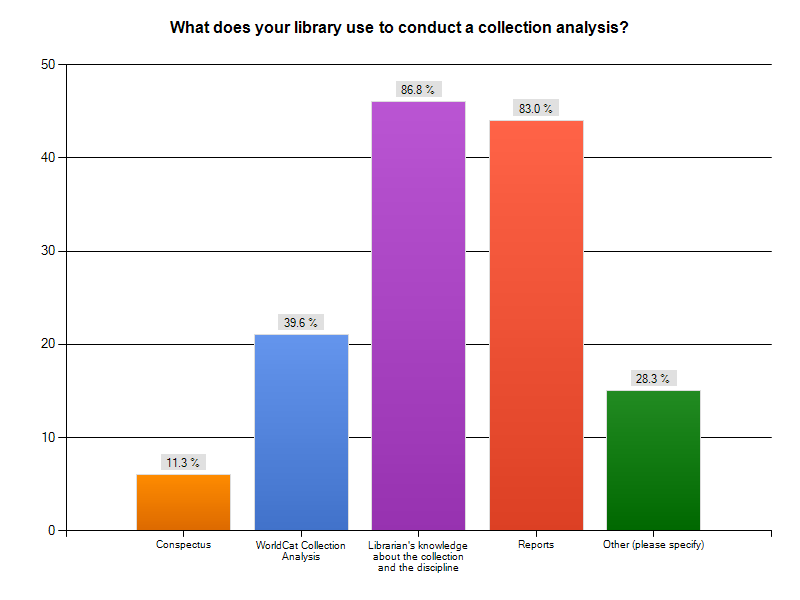 What does your library use to conduct a collection analysis?
50
40
30
20
10
0
11.3 %
39.6 %
86.8 %
83.0 %
28.3 %
Conspectus
WorldCat Collection
Analysis
Librarian's knowledge
about the collection
and the discipline
Reports
Other (please specify)